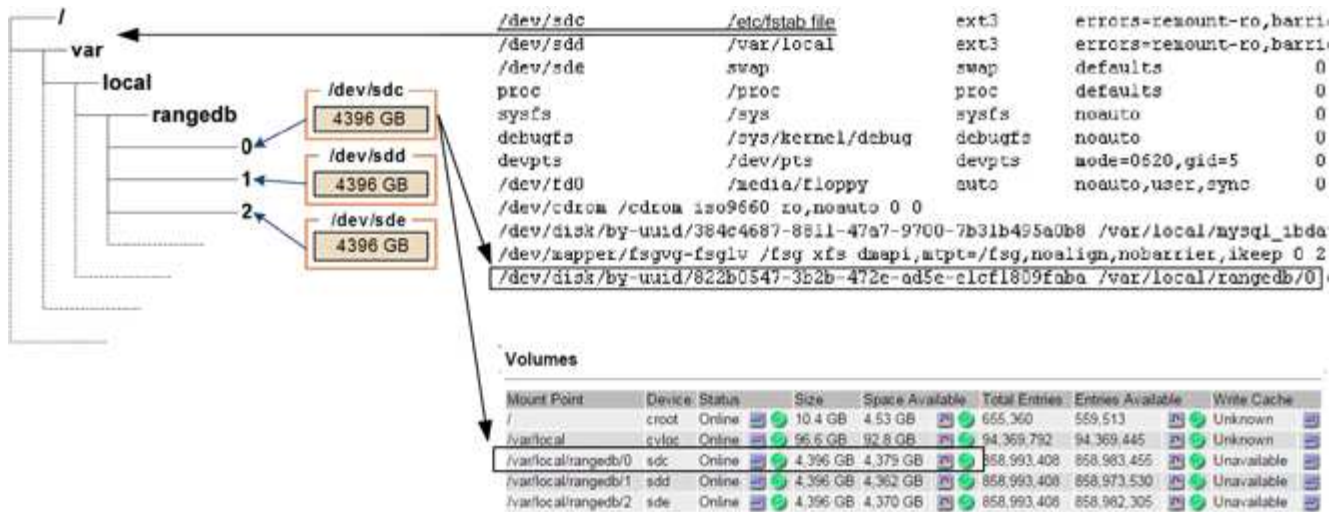 /
var
local
rangedb
0
1
2
/dev/sdc
4396 GB
/dev/sdd
4396 GB
/dev/sde
4396 GB
/dev/sdc /etc/fstab file ext3 errors=remount-ro,barri
/dev/sdd /var/local ext3 errors=remount-ro,barri
/dev/sde swap swap defaults 0
proc /proc proc defaults 0
sysfs /sys sysfs noauto 0
debugfs /sys/kernel/debug debugfs noauto 0
devpts /dev/pts devpts mode=0620,gid=5 0
/dev/fd0 /media/floppy auto noauto,user,sync 0
/dev/cdrom /cdrom iso9660 ro,noauto 0 0
/dev/disk/by-uuid/384c4687-8811-47a7-9700-7b31b495a0b8 /var/local/mysql_ibda
/dev/mapper/fsgvg-fsglv /fsg xfs dmapi,mtpt=/fsg,noalign,nobarrier,ikeep 0 2
/dev/disk/by-uuid/822b0547-3b2b-472e-ad5e-e1cf1809faba /var/local/rangedb/0
Volumes
Mount Point Device Status Size Space Available Total Entries Entries Available Write Cache
/ croot Online 10.4 GB 4.53 GB 655,360 559,513 Unknown
/var/local cvloc Online 96.6 GB 92.8 GB 94,369,792 94,369,445 Unknown
/var/local/rangedb/0 sdc Online 4,396 GB 4,379 GB 858,993,408 858,983,455 Unavailable
/var/local/rangedb/1 sdd Online 4,396 GB 4,362 GB 858,993,408 858,973,530 Unavailable
/var/local/rangedb/2 sde Online 4,396 GB 4,370 GB 858,993,408 858,982,305 Unavailable